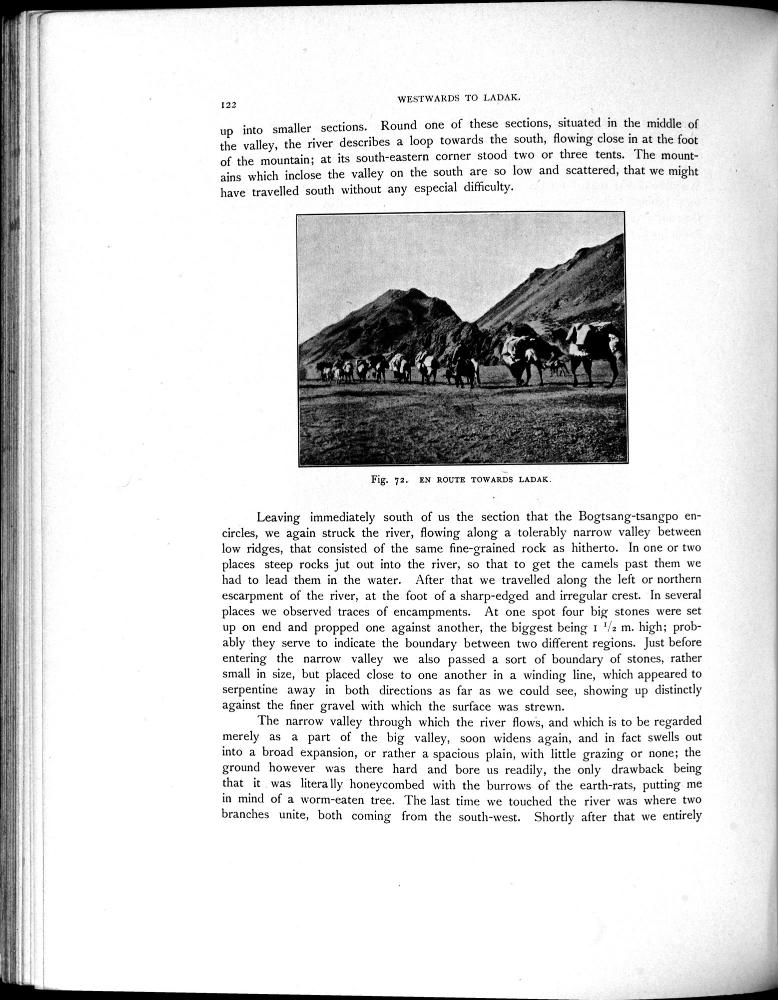 122
WESTWARDS TO LADAK.
up into smaller sections. Round one of these sections, situated in the middle of
the valley, the river describes a loop towards the south, flowing close in at the foot
of the mountain; at its south-eastern corner stood two or three tents. The mount-
ains which inclose the valley on the south are so low and scattered, that we might
have travelled south without any especial difficulty.
Fig. 72. EN ROUTE TOWARDS LADAK.
Leaving immediately south of us the section that the Bogtsang-tsangpo en-
circles, we again struck the river, flowing along a tolerably narrow valley between
low ridges, that consisted of the same fine-grained rock as hitherto. In one or two
places steep rocks jut out into the river, so that to get the camels past them we
had to lead them in the water. After that we travelled along the left or northern
escarpment of the river, at the foot of a sharp-edged and irregular crest. In several
places we observed traces of encampments. At one spot four big stones were set
up on end and propped one against another, the biggest being 1 1/2 m. high; prob-
ably they serve to indicate the boundary between two different regions. Just before
entering the narrow valley we also passed a sort of boundary of stones, rather
small in size, but placed close to one another in a winding line, which appeared to
serpentine away in both directions as far as we could see, showing up distinctly
against the finer gravel with which the surface was strewn.
The narrow valley through which the river flows, and which is to be regarded
merely as a part of the big valley, soon widens again, and in fact swells out
into a broad expansion, or rather a spacious plain, with little grazing or none; the
ground however was there hard and bore us readily, the only drawback being
that it was literally honeycombed with the burrows of the earth-rats, putting me
in mind of a worm-eaten tree. The last time we touched the river was where two
branches unite, both coming from the south-west. Shortly after that we entirely